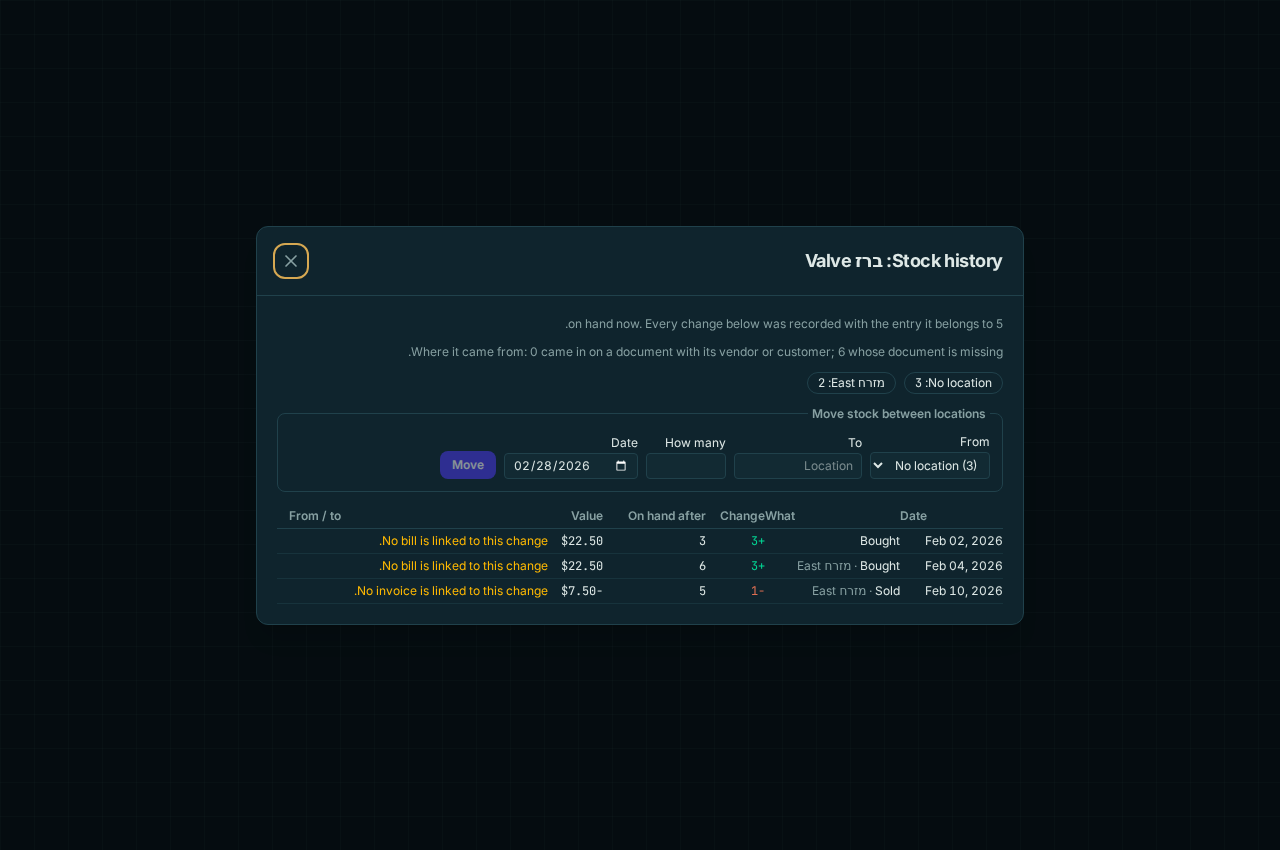 Stock history: ברז Valve
5 on hand now. Every change below was recorded with the entry it belongs to.
Where it came from: 0 came in on a document with its vendor or customer; 6 whose document is missing.
No location: 3
מזרח East: 2
Move stock between locations
From To How many Date
No location (3) Location 02/28/2026 Move
Date What Change On hand after Value From / to
Feb 02, 2026 Bought +3 3 $22.50 No bill is linked to this change.
Feb 04, 2026 Bought · מזרח East +3 6 $22.50 No bill is linked to this change.
Feb 10, 2026 Sold · מזרח East -1 5 -$7.50 No invoice is linked to this change.